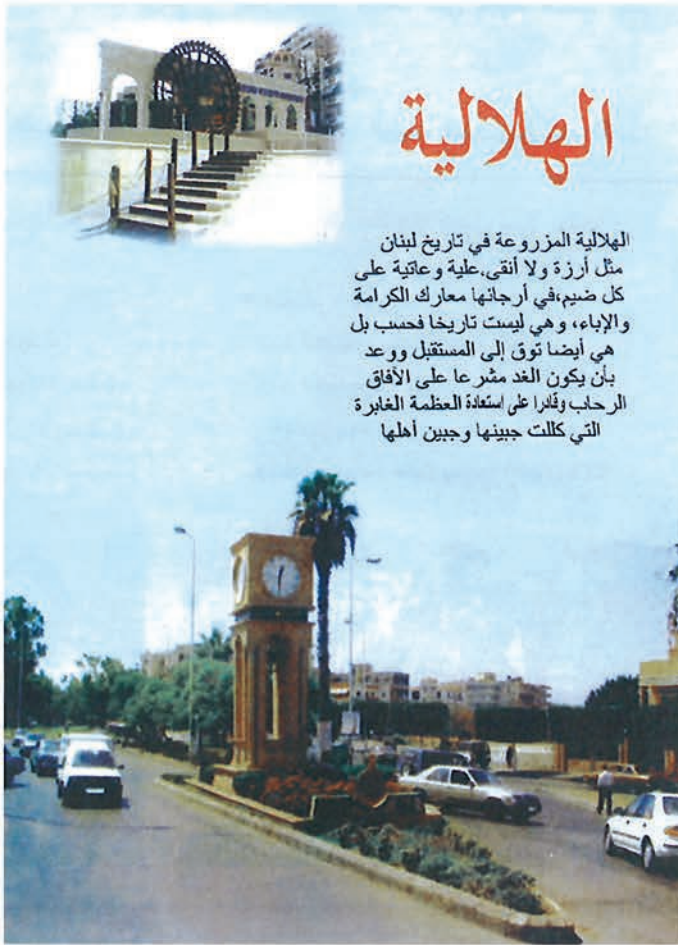 الهلالية
الهلالية المزروعة في تاريخ لبنان
مثل أرزة ولا أنقى.علية وعاتية على
كل ضيم،في أرجائها معارك الكرامة
والإباء، وهي ليست تاريخا فحسب بل
هي أيضا توق إلى المستقبل ووعد
بأن يكون الغد مشرعا على الآفاق
الرحاب وقادرا على استعادة العظمة الغابرة
التي كللت جبينها وجبين أهلها